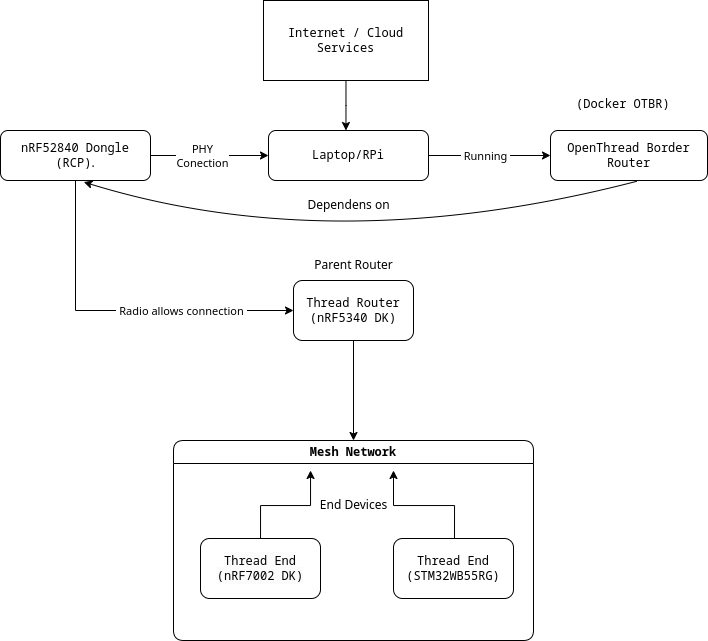 Internet / Cloud
Services
(Docker OTBR)
nRF52840 Dongle
(RCP).
PHY
Conection
Laptop/RPi
Running
OpenThread Border
Router
Dependens on
Parent Router
Thread Router
(nRF5340 DK)
Radio allows connection
Mesh Network
End Devices
Thread End
(nRF7002 DK)
Thread End
(STM32WB55RG)